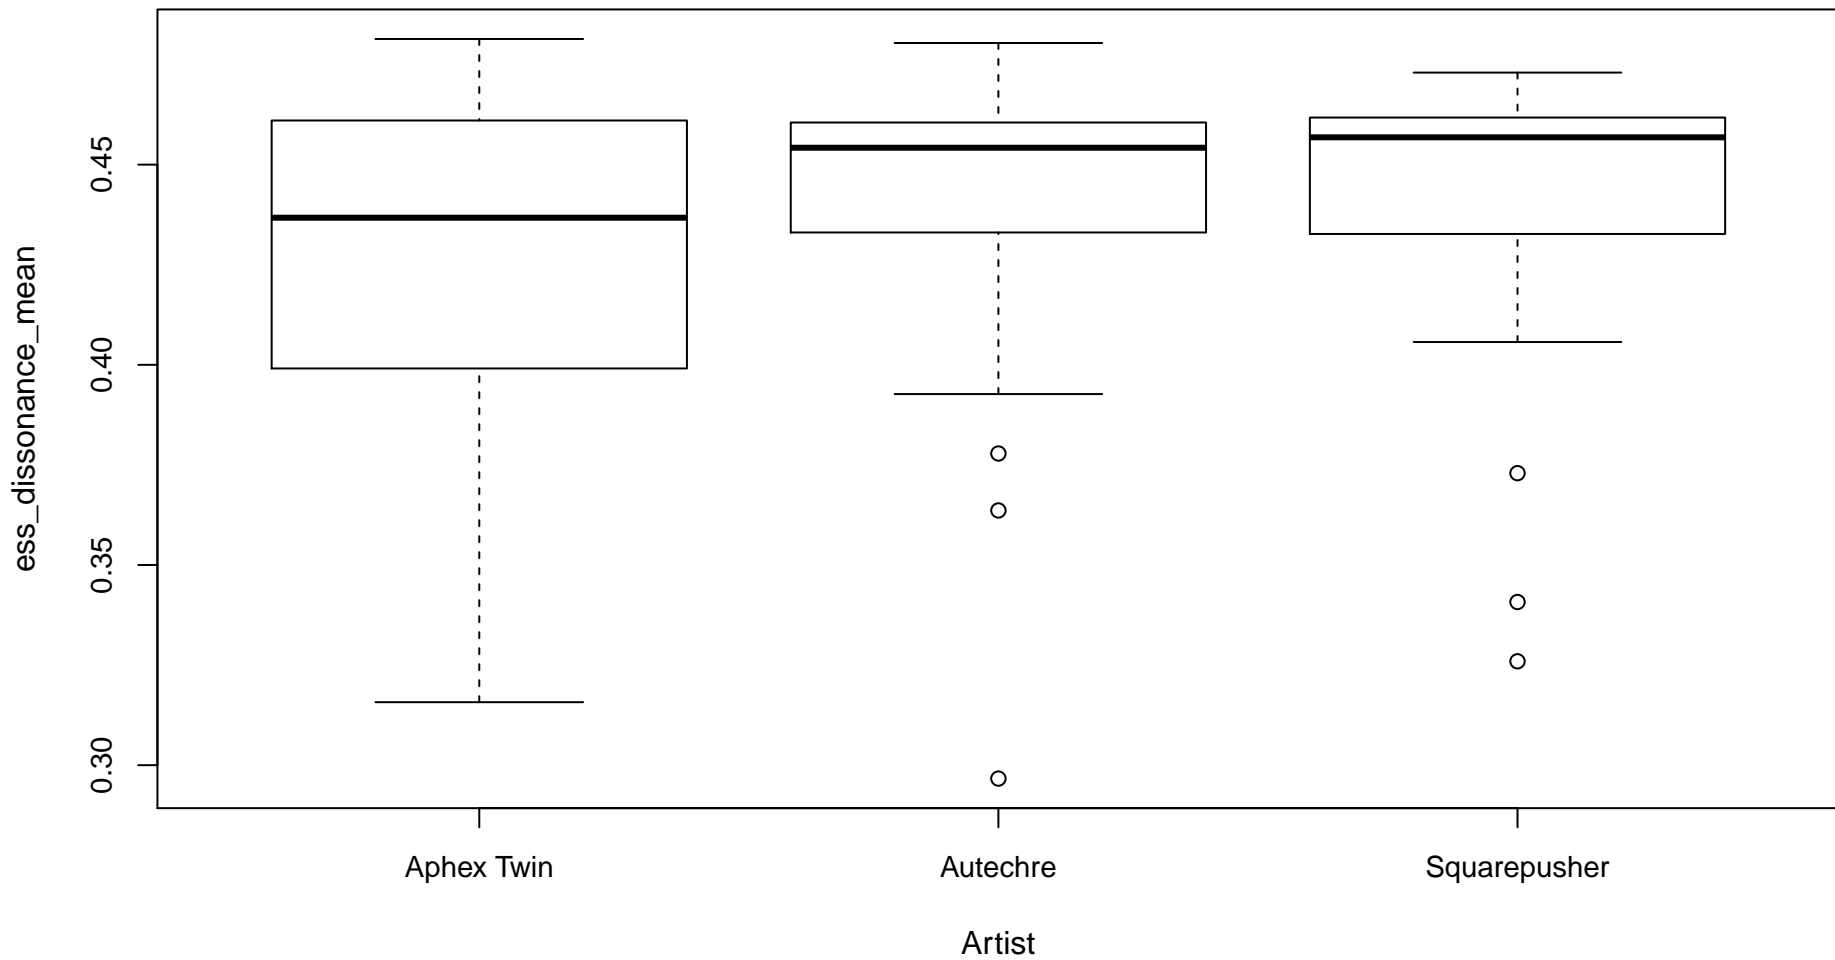 ess_dissonance_mean
0.45
0.40
0.35
0.30
Aphex Twin
Autechre
Squarepusher
Artist